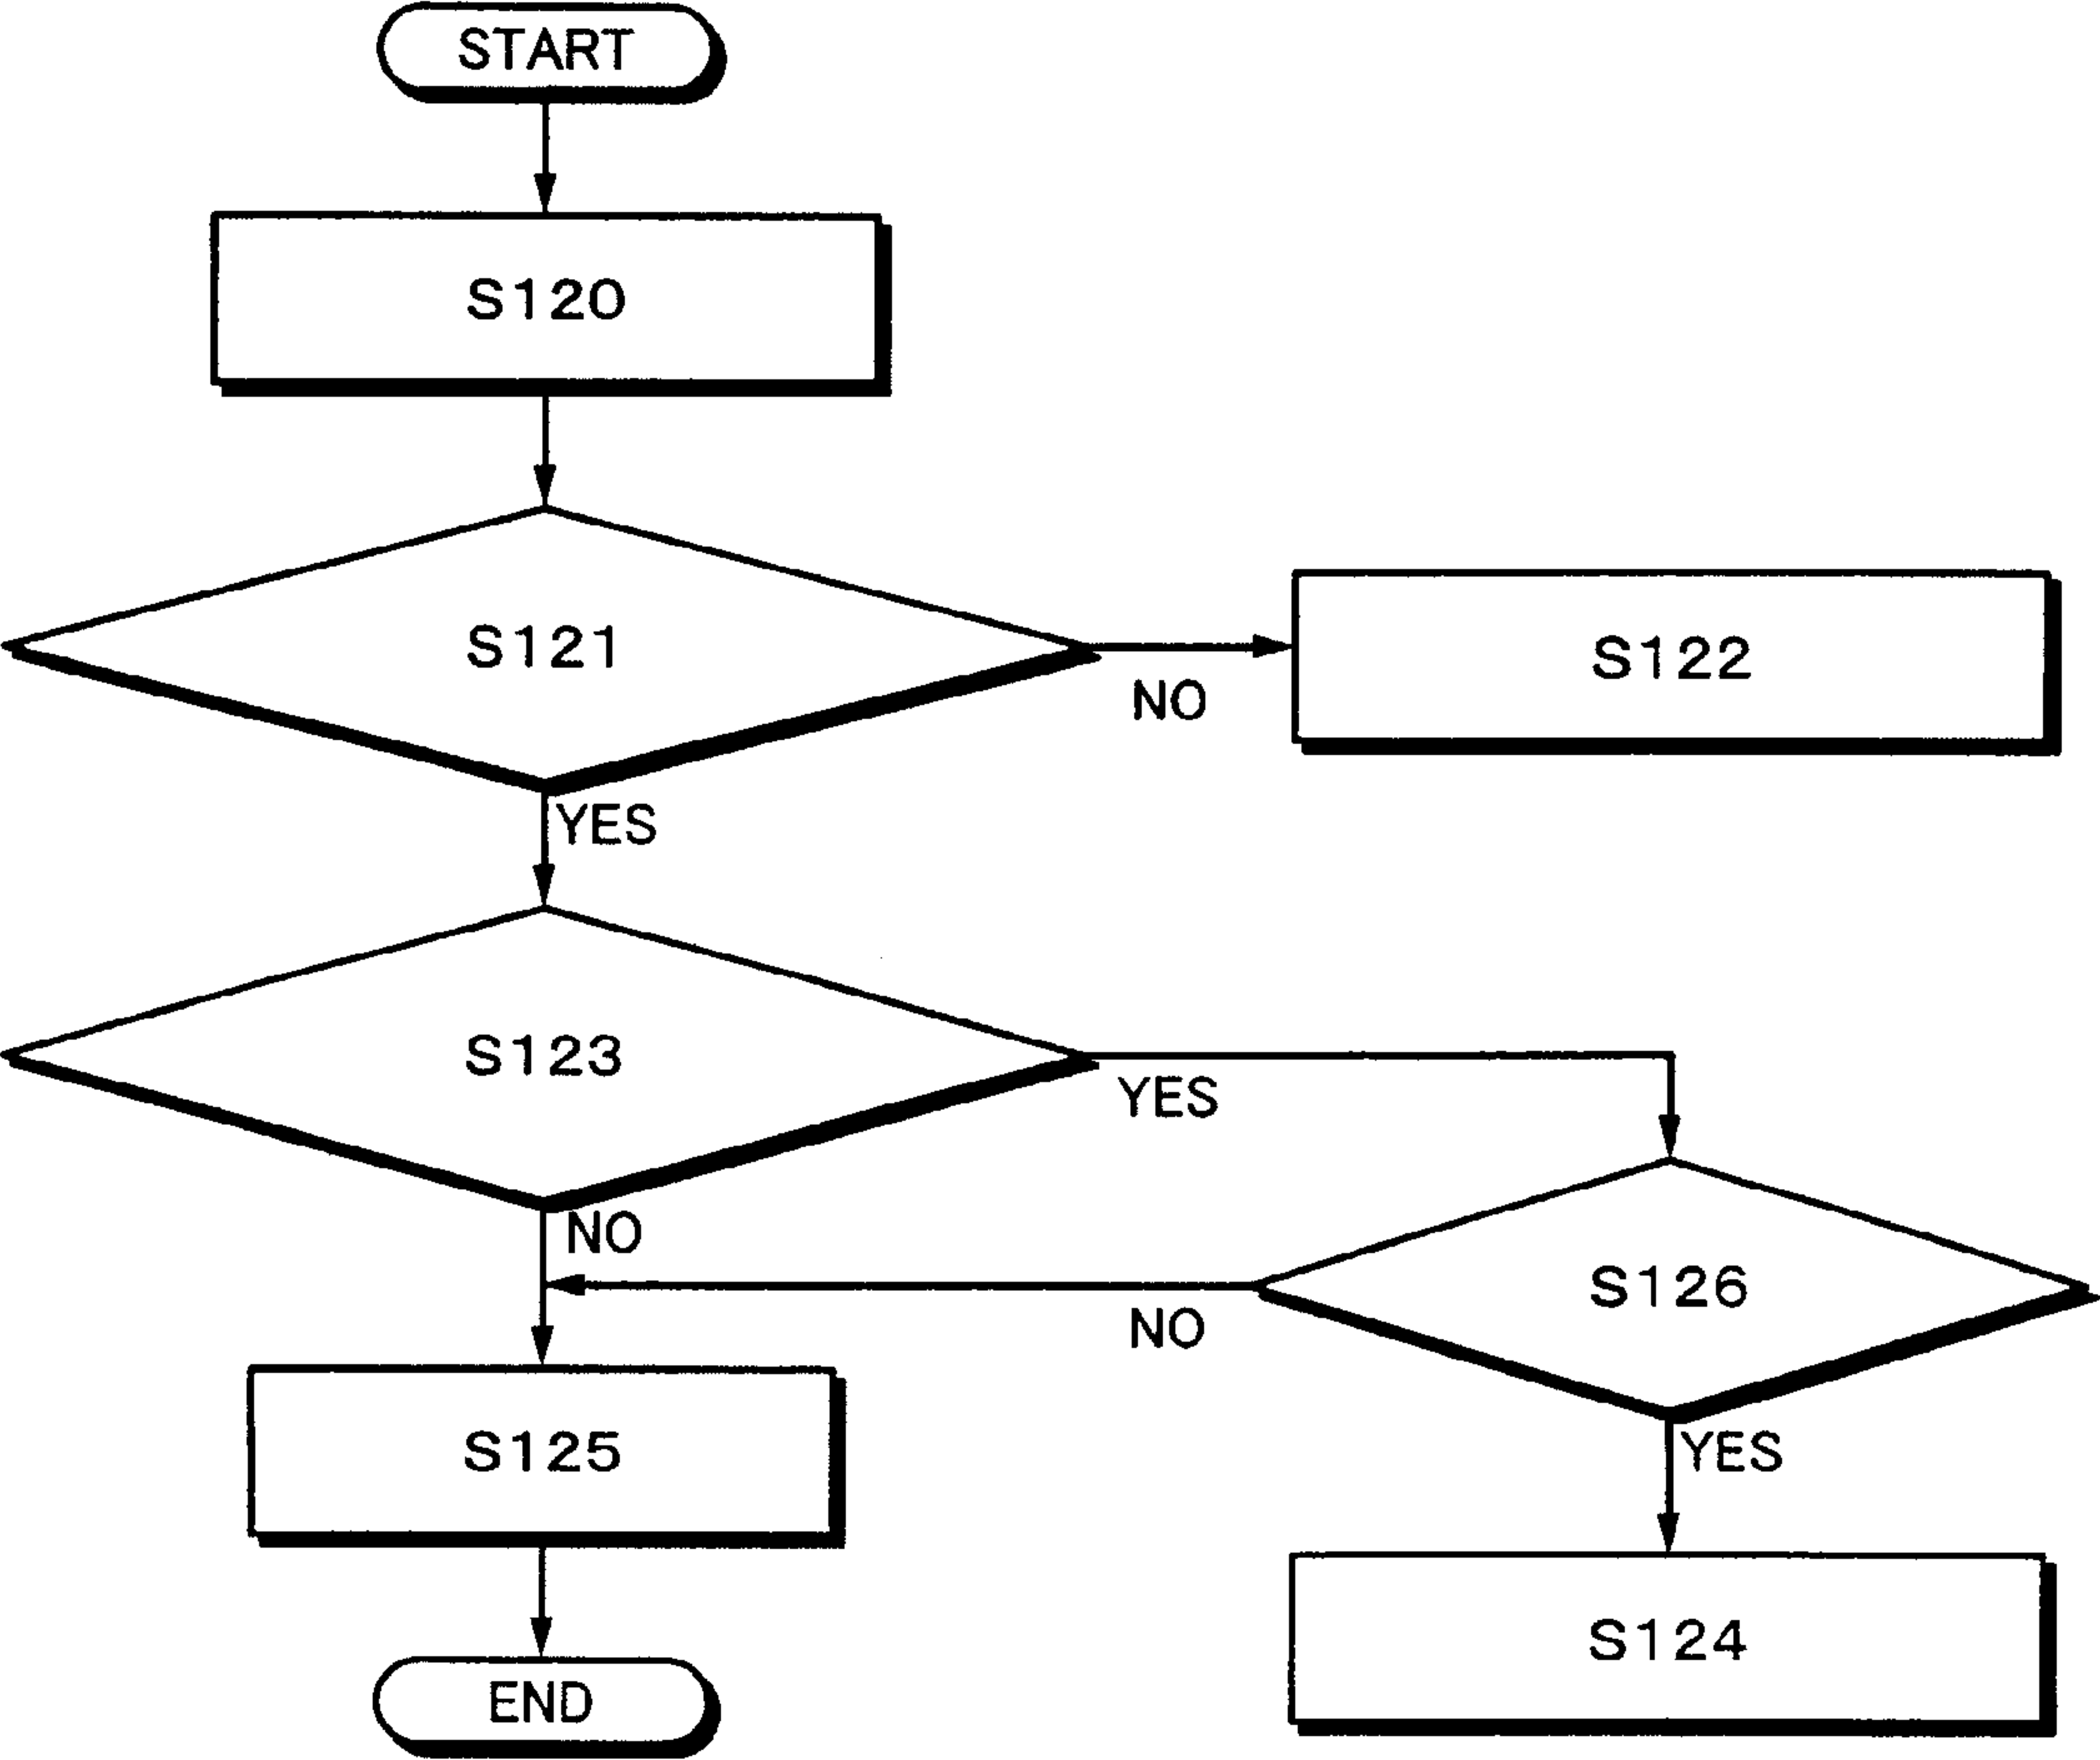 START
S120
S121
NO
S122
YES
S123
YES
NO
S126
NO
S125
YES
S124
END